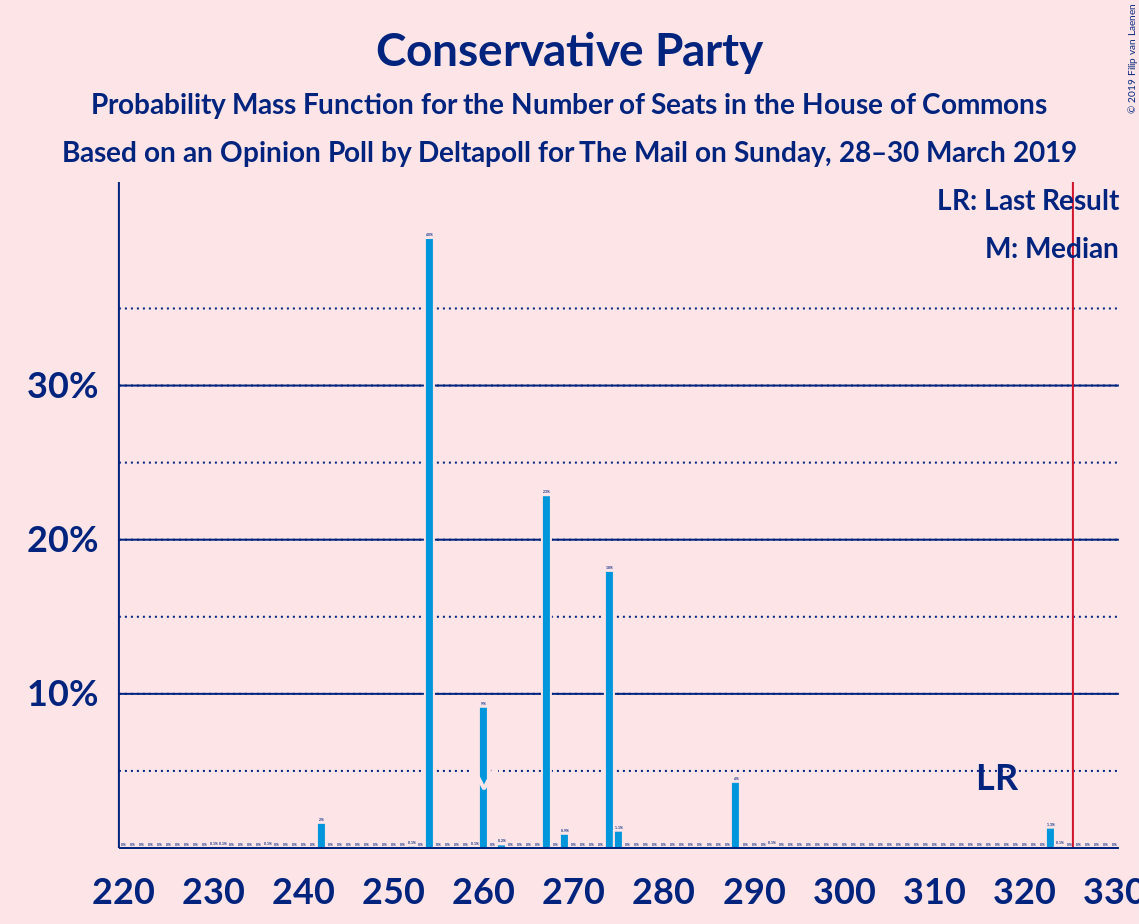 © 2019 Filip van Laenen
Conservative Party
Probability Mass Function for the Number of Seats in the House of Commons
Based on an Opinion Poll by Deltapoll for The Mail on Sunday, 28–30 March 2019
LR: Last Result
M: Median
30%
20%
10%
LR
220 230 240 250 260 270 280 290 300 310 320 330